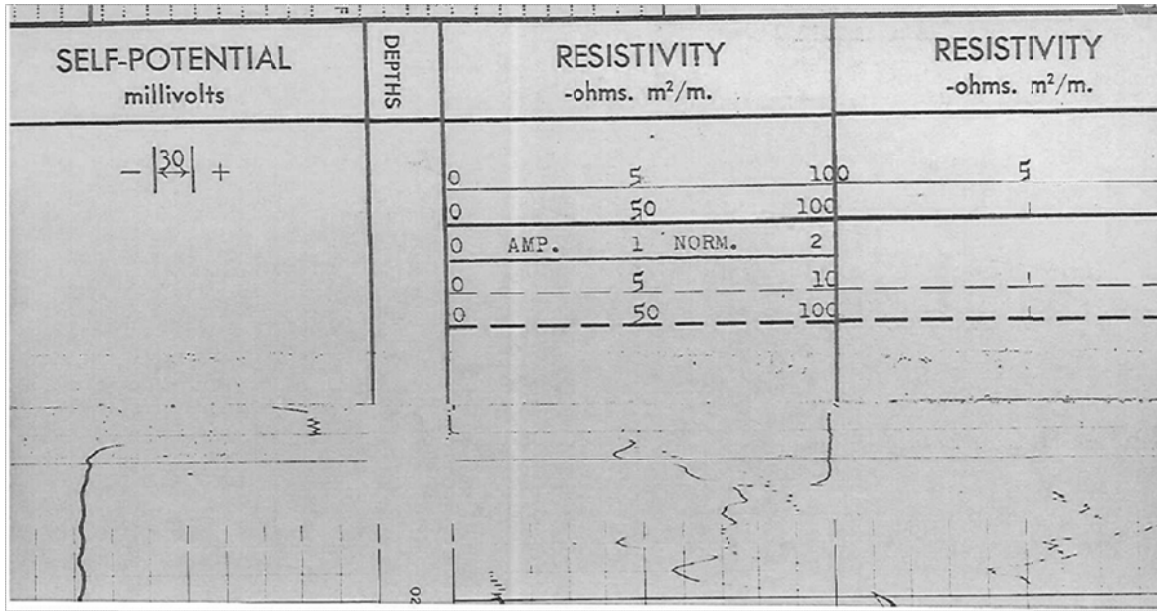 SELF-POTENTIAL
millivolts
- |30| +
DEPTHS
RESISTIVITY
-ohms. m²/m.
0 5 100
0 50 100
0 AMP. 1 NORM. 2
0 5 10
0 50 100
RESISTIVITY
-ohms. m²/m.
5
02